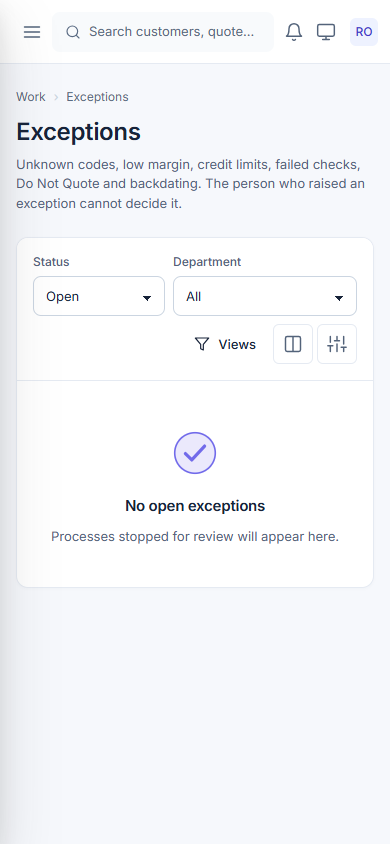 Search customers, quote...
RO
Work › Exceptions
Exceptions
Unknown codes, low margin, credit limits, failed checks,
Do Not Quote and backdating. The person who raised an
exception cannot decide it.
Status Department
Open All
Views
No open exceptions
Processes stopped for review will appear here.